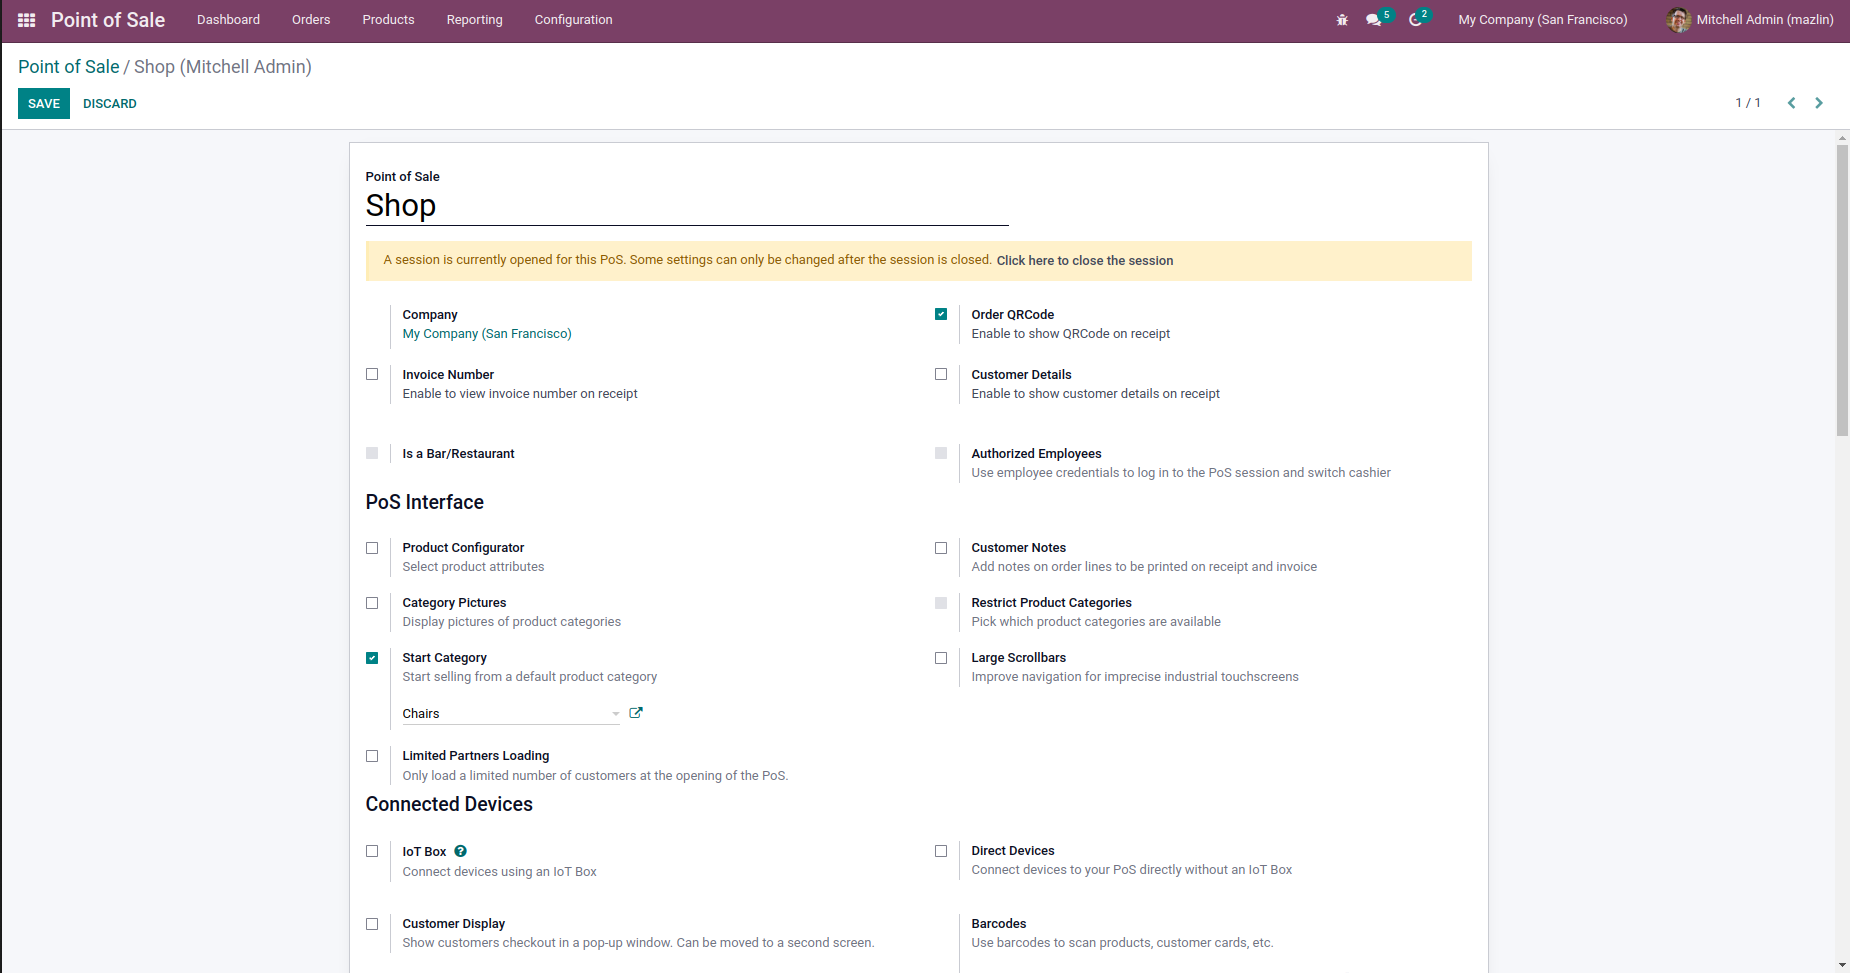 Point of Sale Dashboard Orders Products Reporting Configuration 5 2 My Company (San Francisco) Mitchell Admin (mazlin)
Point of Sale / Shop (Mitchell Admin)
SAVE DISCARD 1 / 1
Point of Sale
Shop
A session is currently opened for this PoS. Some settings can only be changed after the session is closed. Click here to close the session
Company
My Company (San Francisco)
Order QRCode
Enable to show QRCode on receipt
Invoice Number
Enable to view invoice number on receipt
Customer Details
Enable to show customer details on receipt
Is a Bar/Restaurant
Authorized Employees
Use employee credentials to log in to the PoS session and switch cashier
PoS Interface
Product Configurator
Select product attributes
Customer Notes
Add notes on order lines to be printed on receipt and invoice
Category Pictures
Display pictures of product categories
Restrict Product Categories
Pick which product categories are available
Start Category
Start selling from a default product category
Chairs
Large Scrollbars
Improve navigation for imprecise industrial touchscreens
Limited Partners Loading
Only load a limited number of customers at the opening of the PoS.
Connected Devices
IoT Box ?
Connect devices using an IoT Box
Direct Devices
Connect devices to your PoS directly without an IoT Box
Customer Display
Show customers checkout in a pop-up window. Can be moved to a second screen.
Barcodes
Use barcodes to scan products, customer cards, etc.